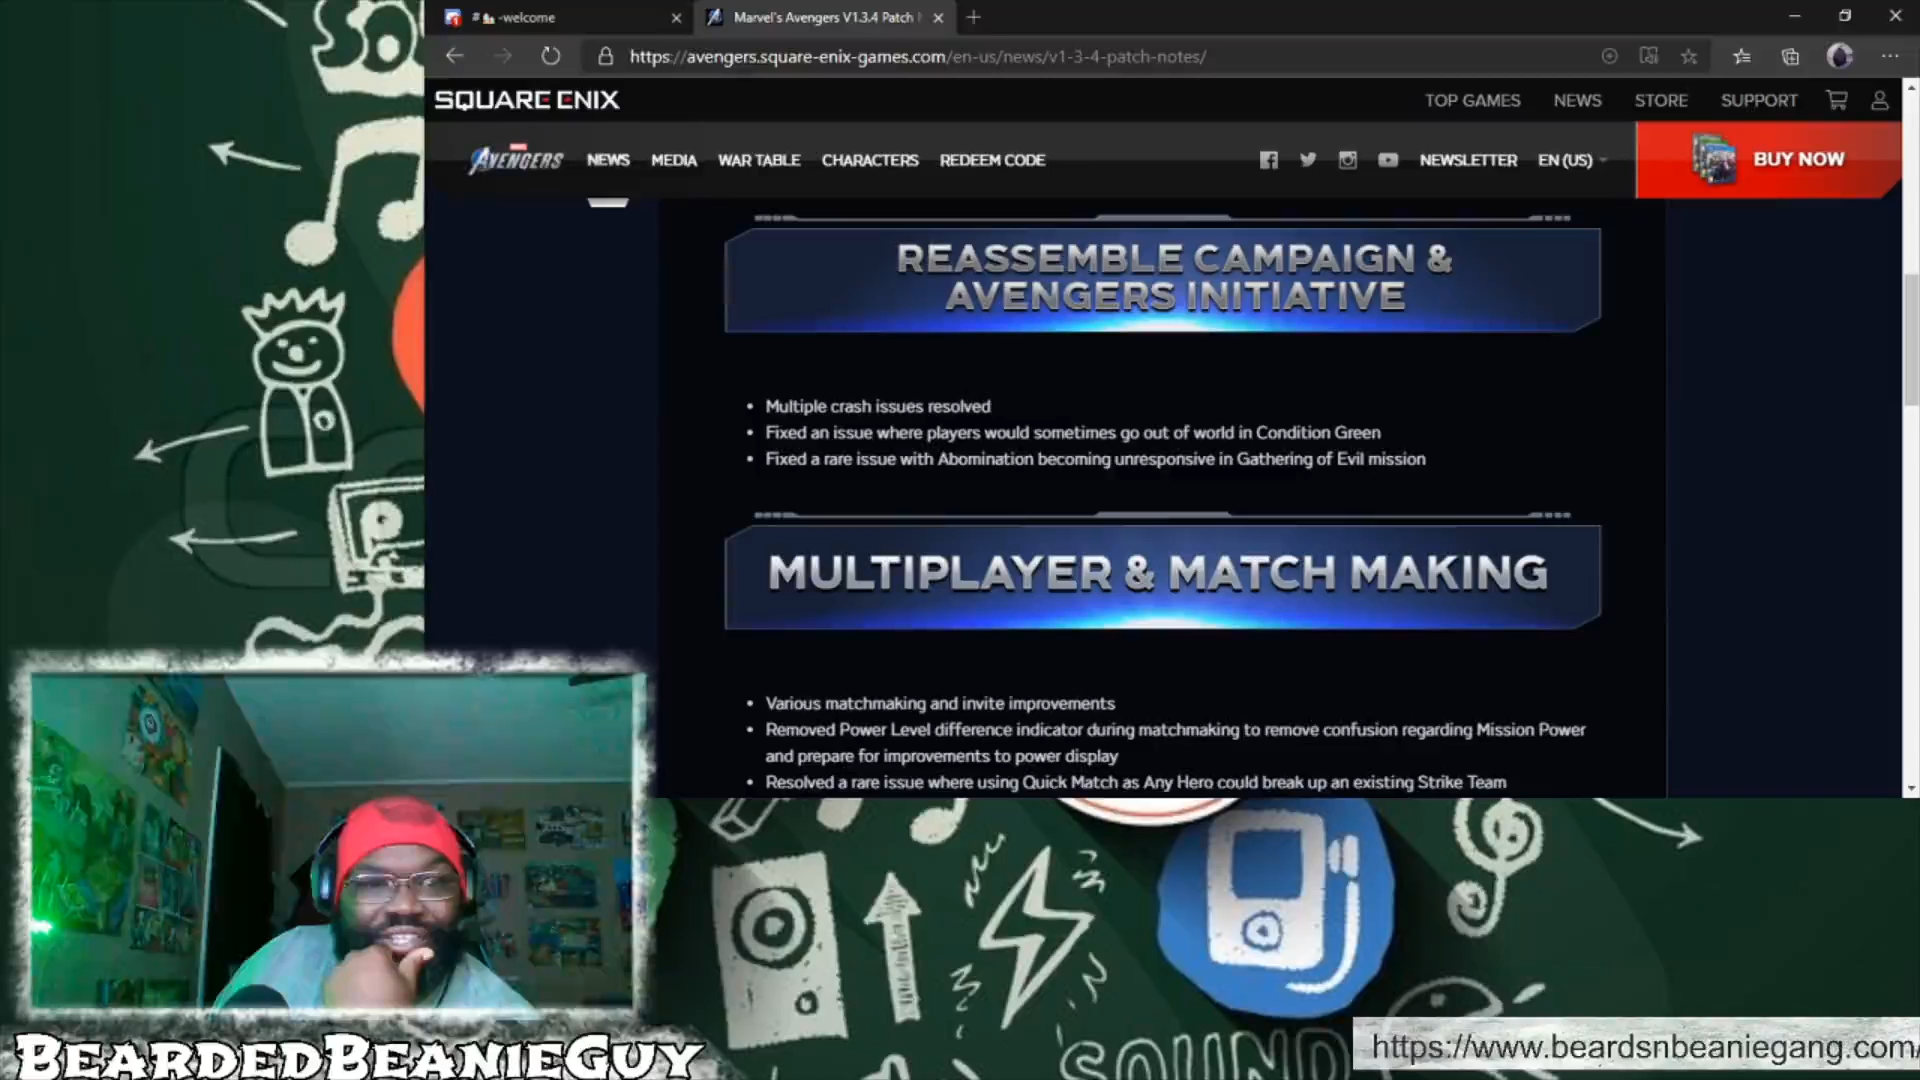 # -welcome
Marvel's Avengers V1.3.4 Patch
https://avengers.square-enix-games.com/en-us/news/v1-3-4-patch-notes/
SQUARE ENIX
TOP GAMES NEWS STORE SUPPORT
MARVEL
AVENGERS
NEWS MEDIA WAR TABLE CHARACTERS REDEEM CODE
NEWSLETTER EN (US)
BUY NOW
REASSEMBLE CAMPAIGN &
AVENGERS INITIATIVE
• Multiple crash issues resolved
• Fixed an issue where players would sometimes go out of world in Condition Green
• Fixed a rare issue with Abomination becoming unresponsive in Gathering of Evil mission
MULTIPLAYER & MATCH MAKING
• Various matchmaking and invite improvements
• Removed Power Level difference indicator during matchmaking to remove confusion regarding Mission Power
and prepare for improvements to power display
• Resolved a rare issue where using Quick Match as Any Hero could break up an existing Strike Team
SOUND
BEARDEDBEANIEGUY
https://www.beardsnbeaniegang.com/